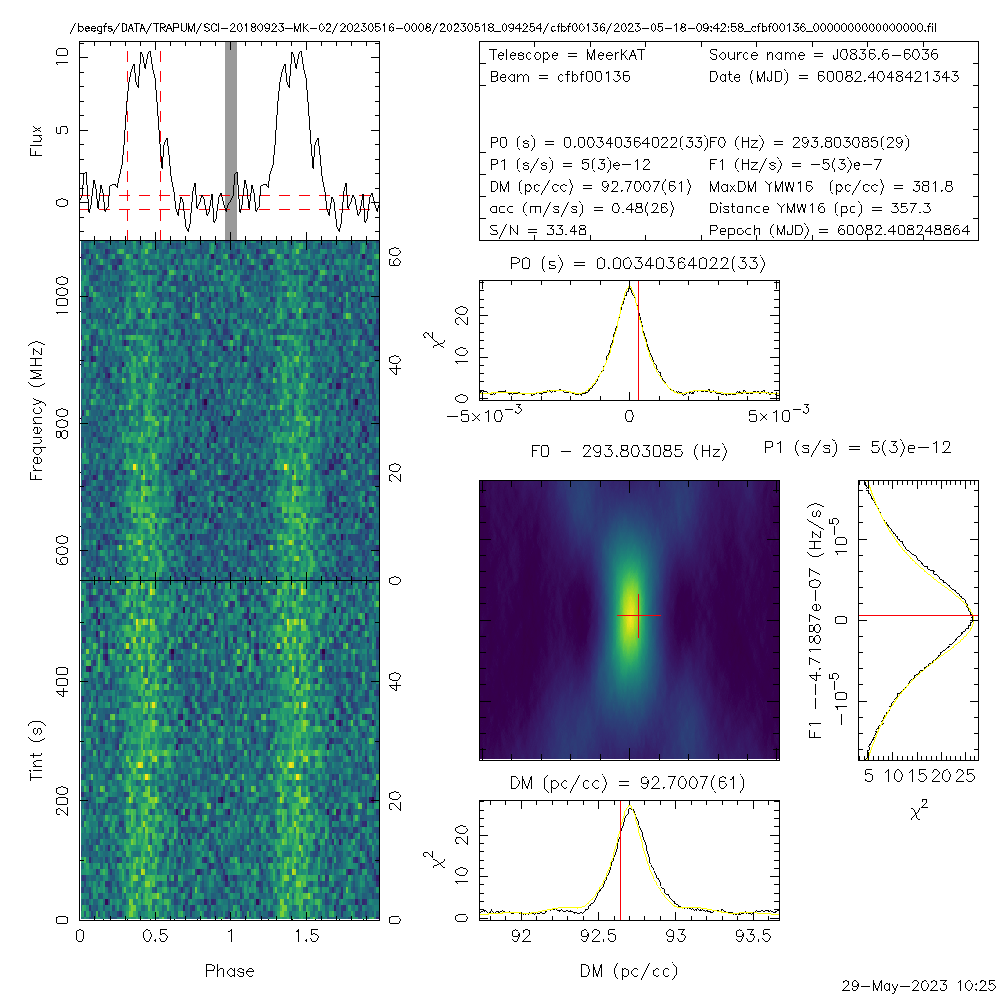 /beegfs/DATA/TRAPUM/SCI-20180923-MK-02/20230516-0008/20230518_094254/cfbf00136/2023-05-18-09:42:58_cfbf00136_0000000000000000.fil
Telescope = MeerKAT Source name = J0836.6-6036
Beam = cfbf00136 Date (MJD) = 60082.4048421343
P0 (s) = 0.00340364022(33) F0 (Hz) = 293.803085(29)
P1 (s/s) = 5(3)e-12 F1 (Hz/s) = -5(3)e-7
DM (pc/cc) = 92.7007(61) MaxDM YMW16 (pc/cc) = 381.8
acc (m/s/s) = 0.48(26) Distance YMW16 (pc) = 357.3
S/N = 33.48 Pepoch (MJD) = 60082.408248864
Flux
0 5 10
Frequency (MHz)
600 800 1000
0 20 40 60
Tint (s)
0 200 400
0 20 40
0 0.5 1 1.5
Phase
P0 (s) = 0.00340364022(33)
χ2
0 10 20
-5×10-3 0 5×10-3
F0 - 293.803085 (Hz)
P1 (s/s) = 5(3)e-12
F1 --4.71887e-07 (Hz/s)
-10-5 0 10-5
5 10 15 20 25
χ2
DM (pc/cc) = 92.7007(61)
χ2
0 10 20
92 92.5 93 93.5
DM (pc/cc)
29-May-2023 10:25